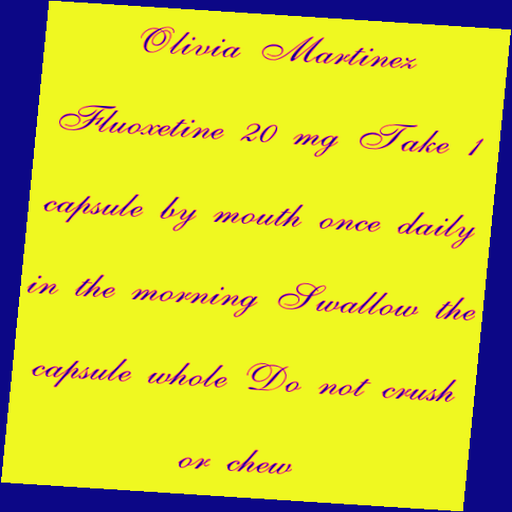 Olivia Martinez
Fluoxetine 20 mg Take 1
capsule by mouth once daily
in the morning Swallow the
capsule whole Do not crush
or chew